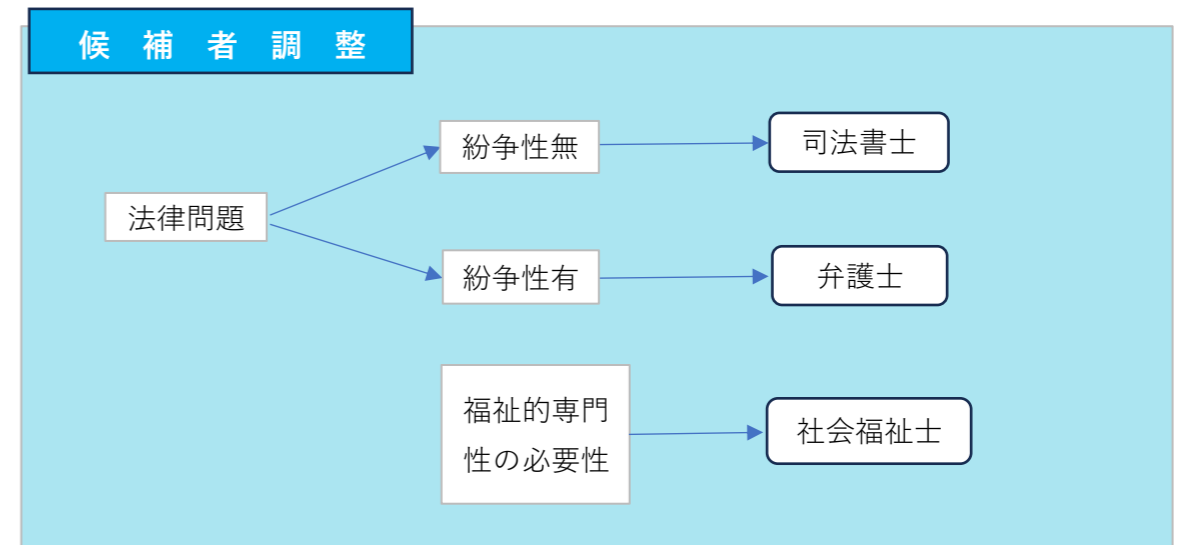 候補者調整
紛争性無
司法書士
法律問題
紛争性有
弁護士
福祉的専門
性の必要性
社会福祉士